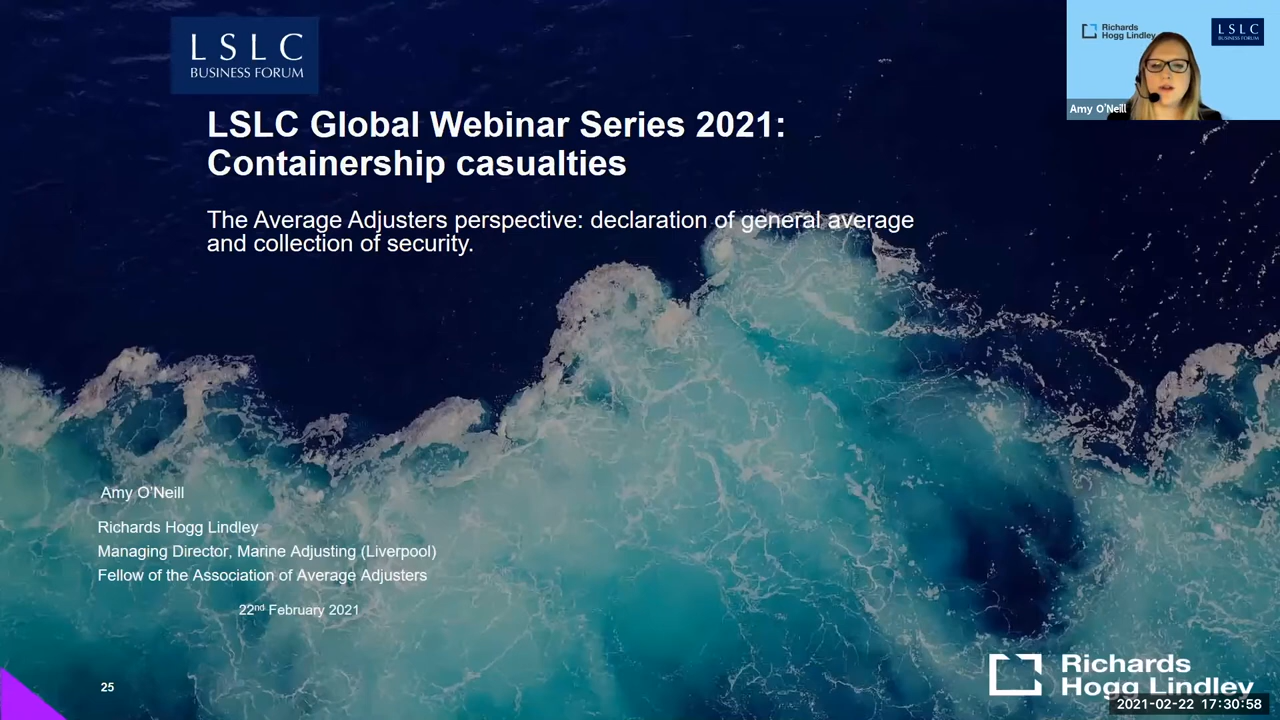 LSLC
BUSINESS FORUM
LSLC Global Webinar Series 2021:
Containership casualties
The Average Adjusters perspective: declaration of general average
and collection of security.
Amy O'Neill
Richards Hogg Lindley
Managing Director, Marine Adjusting (Liverpool)
Fellow of the Association of Average Adjusters
22nd February 2021
25
Richards
Hogg Lindley
2021-02-22 17:30:58
Richards
Hogg Lindley
LSLC
BUSINESS FORUM
Amy O'Neill